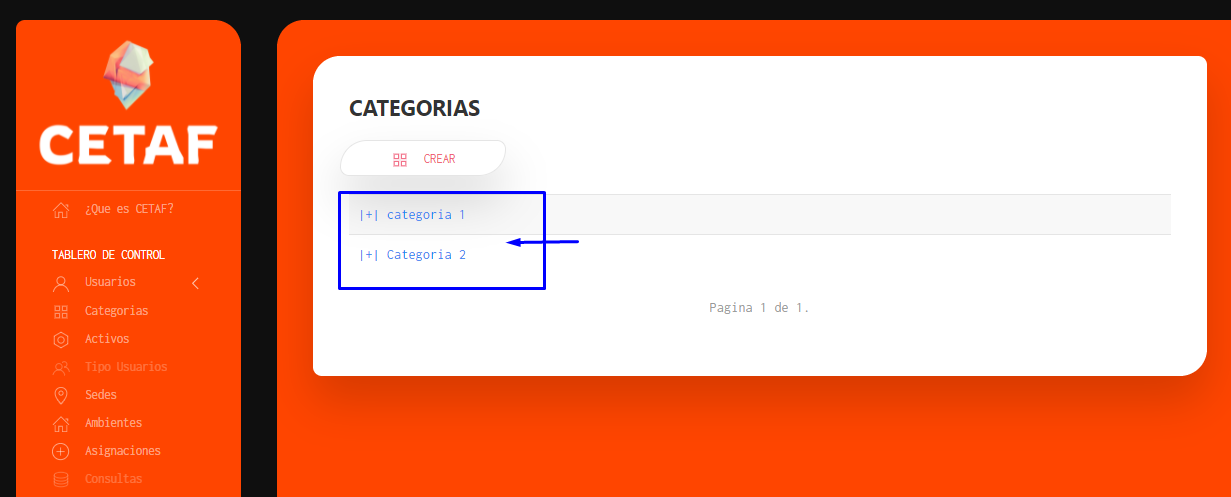 CETAF
¿Que es CETAF?
TABLERO DE CONTROL
Usuarios
Categorias
Activos
Tipo Usuarios
Sedes
Ambientes
Asignaciones
Consultas
CATEGORIAS
CREAR
|+| categoria 1
|+| Categoria 2
Pagina 1 de 1.